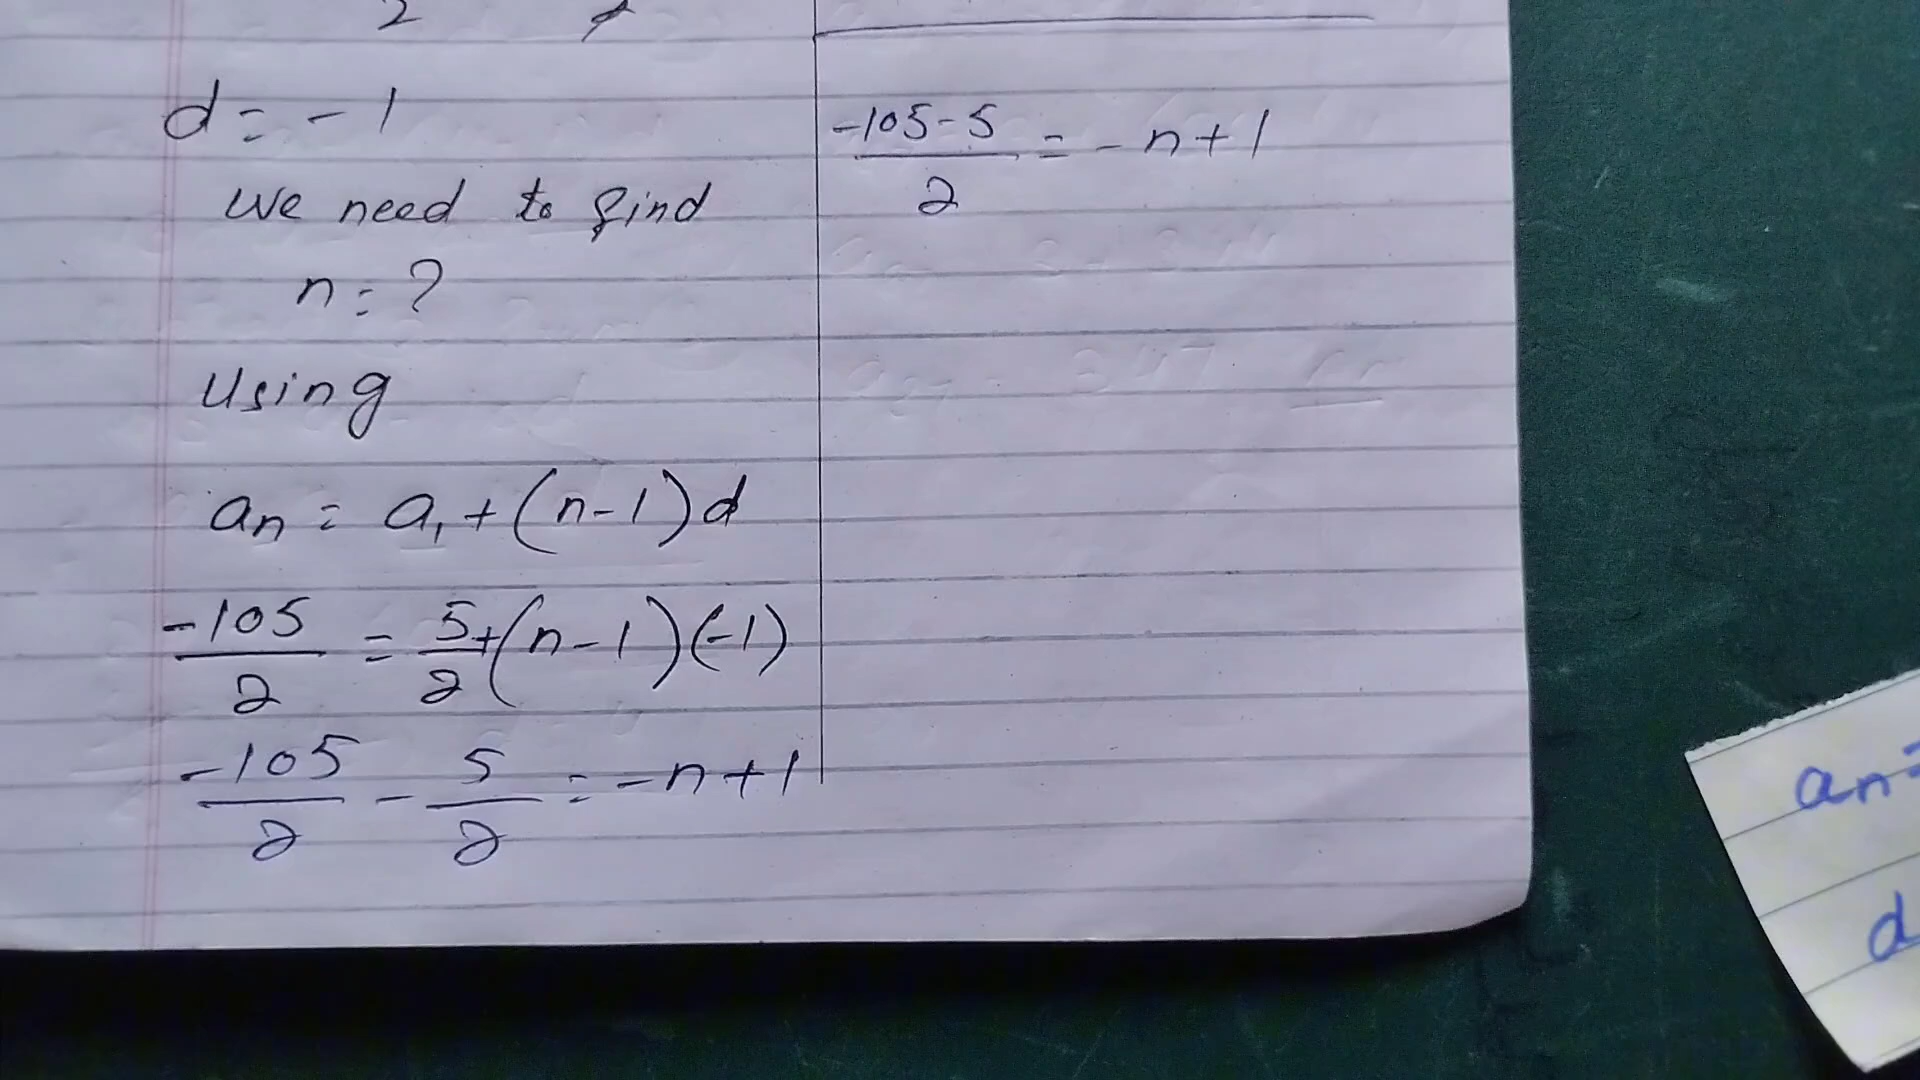 2
d = -1
we need to find
n = ?
Using
an = a1 + (n-1)d
-105/2 = 5/2 + (n-1)(-1)
-105/2 - 5/2 = -n+1
-105-5/2 = -n+1
an =
d